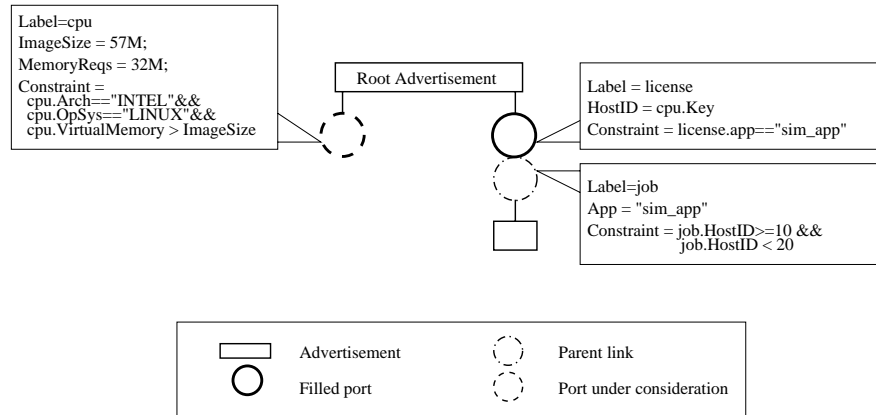 Label=cpu
ImageSize = 57M;
MemoryReqs = 32M;
Constraint =
cpu.Arch=="INTEL"&&
cpu.OpSys=="LINUX"&&
cpu.VirtualMemory > ImageSize
Root Advertisement
Label = license
HostID = cpu.Key
Constraint = license.app=="sim_app"
Label=job
App = "sim_app"
Constraint = job.HostID>=10 &&
job.HostID < 20
Advertisement
Parent link
Filled port
Port under consideration